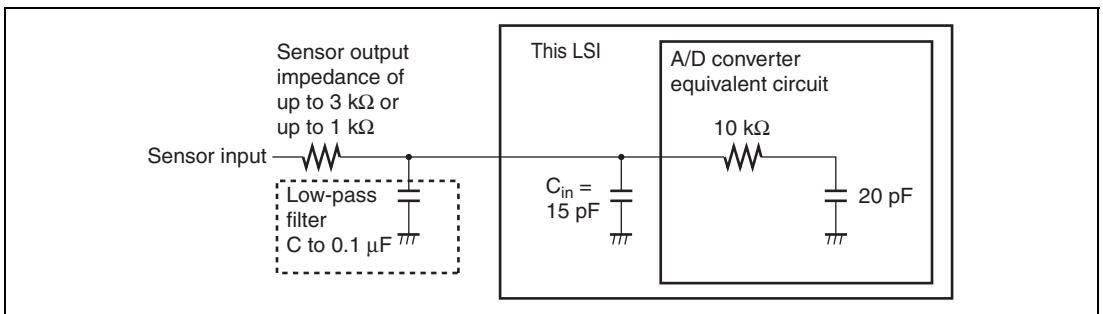 Sensor output
impedance of
up to 3 kΩ or
up to 1 kΩ
This LSI
A/D converter
equivalent circuit
10 kΩ
Sensor input
Low-pass
filter
C to 0.1 μF
Cin =
15 pF
20 pF